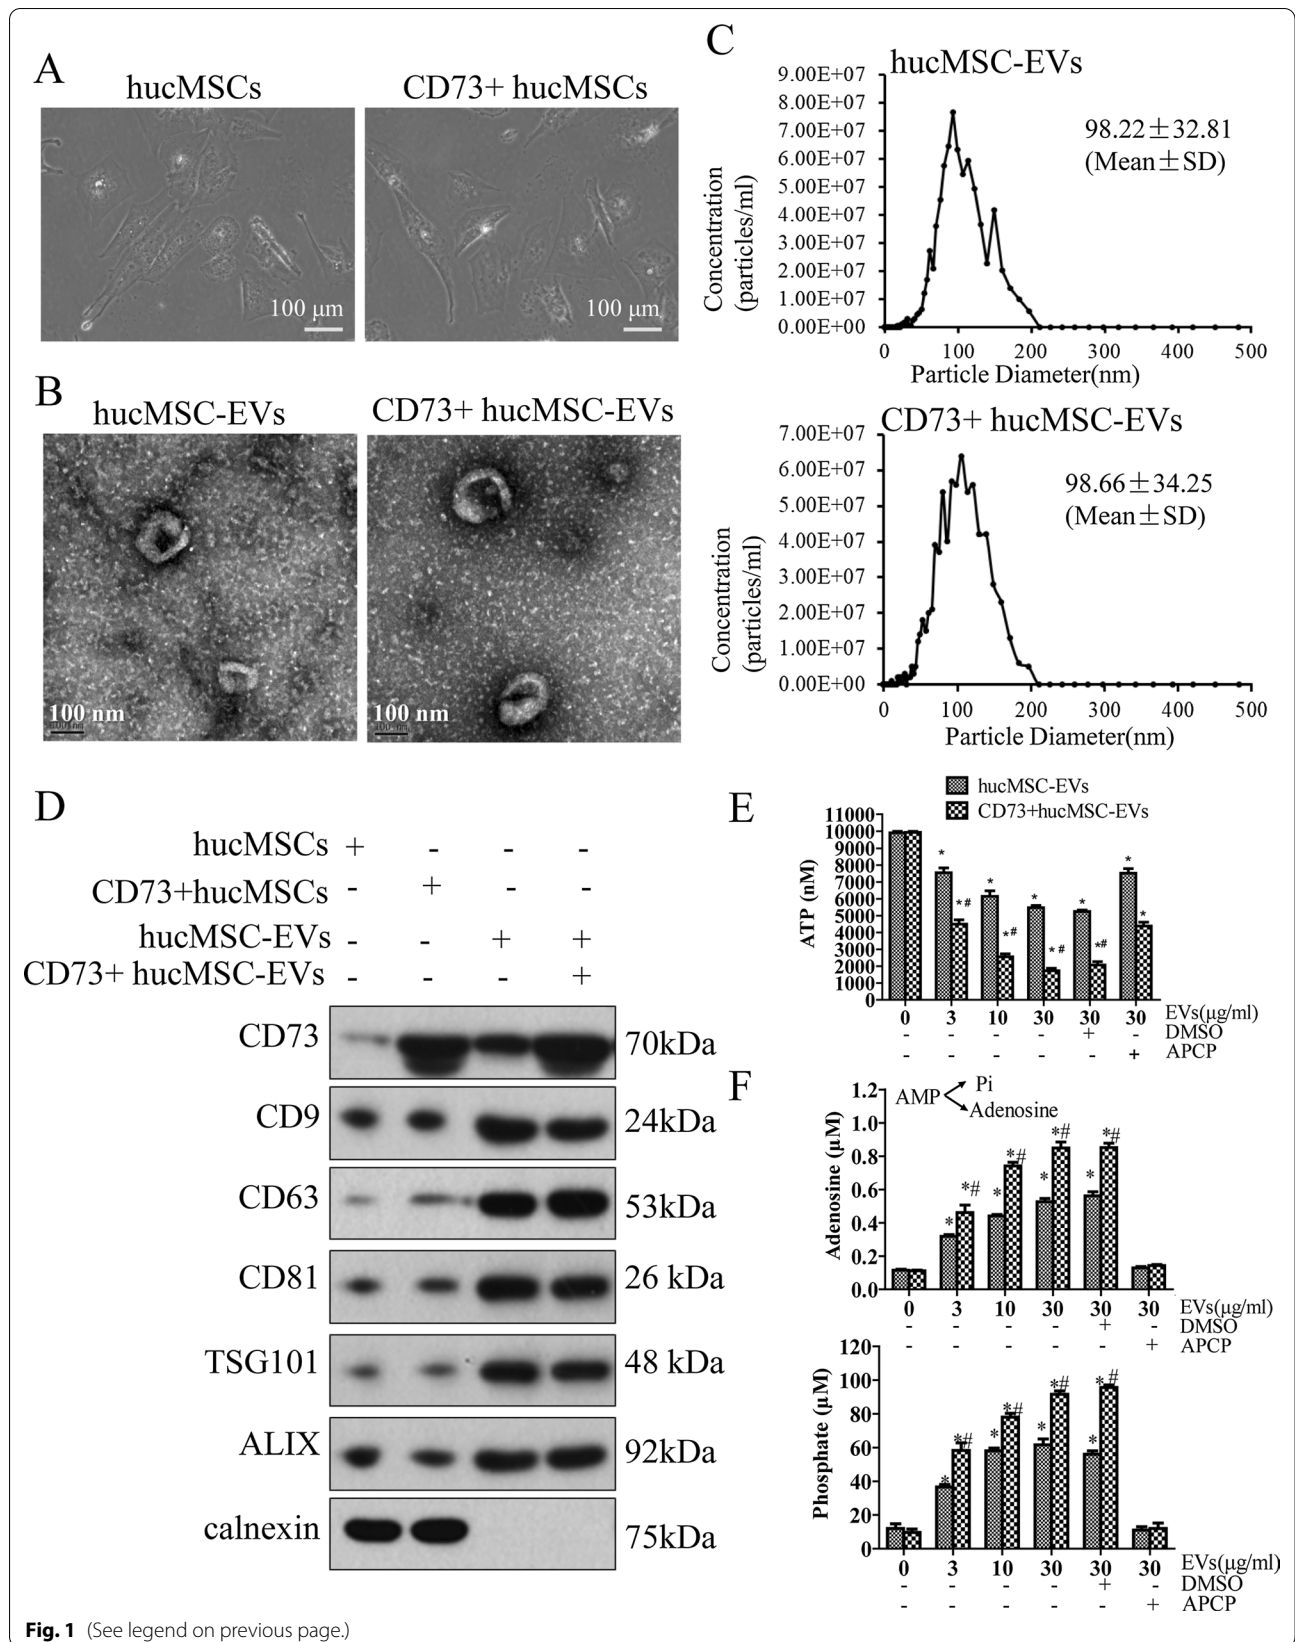 A
hucMSCs
CD73+ hucMSCs
100 μm
100 μm
B
hucMSC-EVs
CD73+ hucMSC-EVs
100 nm
100 nm
100 nm
100 nm
C
hucMSC-EVs
98.22±32.81
(Mean±SD)
Concentration
(particles/ml)
9.00E+07
8.00E+07
7.00E+07
6.00E+07
5.00E+07
4.00E+07
3.00E+07
2.00E+07
1.00E+07
0.00E+00
0 100 200 300 400 500
Particle Diameter(nm)
CD73+ hucMSC-EVs
98.66±34.25
(Mean±SD)
Concentration
(particles/ml)
7.00E+07
6.00E+07
5.00E+07
4.00E+07
3.00E+07
2.00E+07
1.00E+07
0.00E+00
0 100 200 300 400 500
Particle Diameter(nm)
D
hucMSCs + - - -
CD73+hucMSCs - + - -
hucMSC-EVs - - + +
CD73+ hucMSC-EVs - - - +
CD73 70kDa
CD9 24kDa
CD63 53kDa
CD81 26 kDa
TSG101 48 kDa
ALIX 92kDa
calnexin 75kDa
E
hucMSC-EVs
CD73+hucMSC-EVs
ATP (nM)
11000
10000
9000
8000
7000
6000
5000
4000
3000
2000
1000
0
* *# * *# * *# * *# * *
0 3 10 30 30 30 EVs(μg/ml)
- - - - + - DMSO
- - - - - + APCP
F
AMP Pi
Adenosine
Adenosine (μM)
1.2
1.0
0.8
0.6
0.4
0.2
0.0
* *# * *# * *# * *#
0 3 10 30 30 30 EVs(μg/ml)
- - - - + - DMSO
- - - - - + APCP
Phosphate (μM)
120
100
80
60
40
20
0
* *# * *# * *# * *#
0 3 10 30 30 30 EVs(μg/ml)
- - - - + - DMSO
- - - - - + APCP
Fig. 1 (See legend on previous page.)